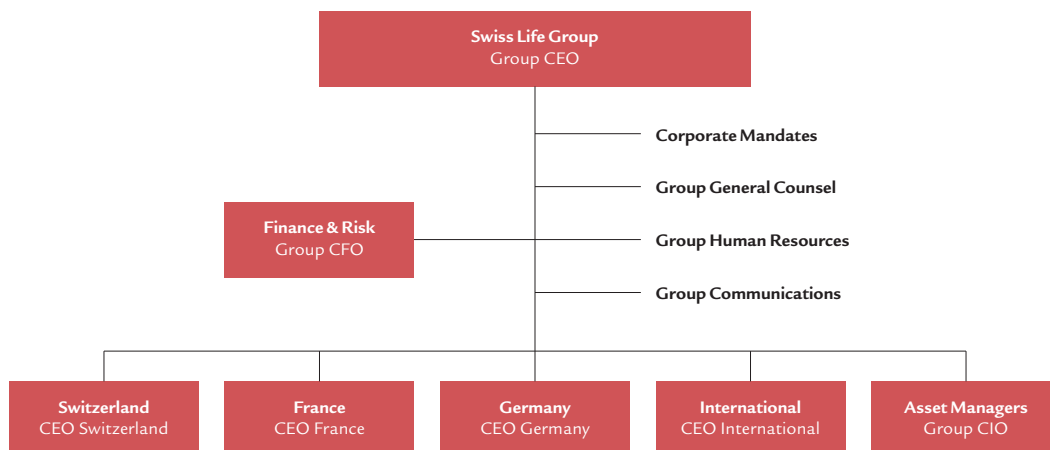 Swiss Life Group
Group CEO
Corporate Mandates
Group General Counsel
Finance & Risk
Group CFO
Group Human Resources
Group Communications
Switzerland
CEO Switzerland
France
CEO France
Germany
CEO Germany
International
CEO International
Asset Managers
Group CIO